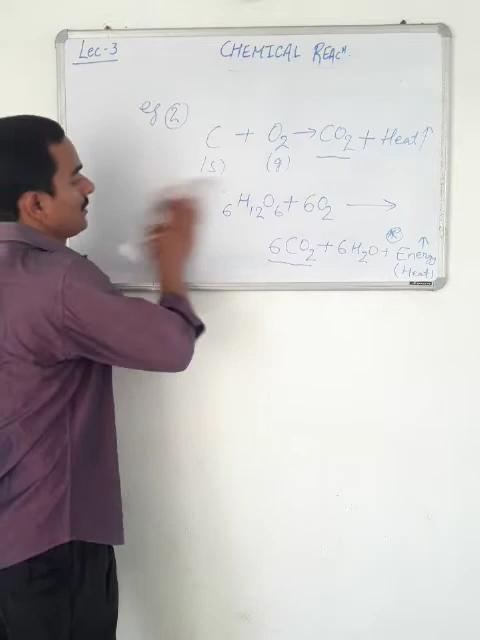 Lec-3
CHEMICAL REACⁿ.
eg ②
C + O₂ → CO₂ + Heat↑
(s) (g)
₆H₁₂O₆ + 6O₂ →
6CO₂ + 6H₂O + Energy ↑
(Heat)